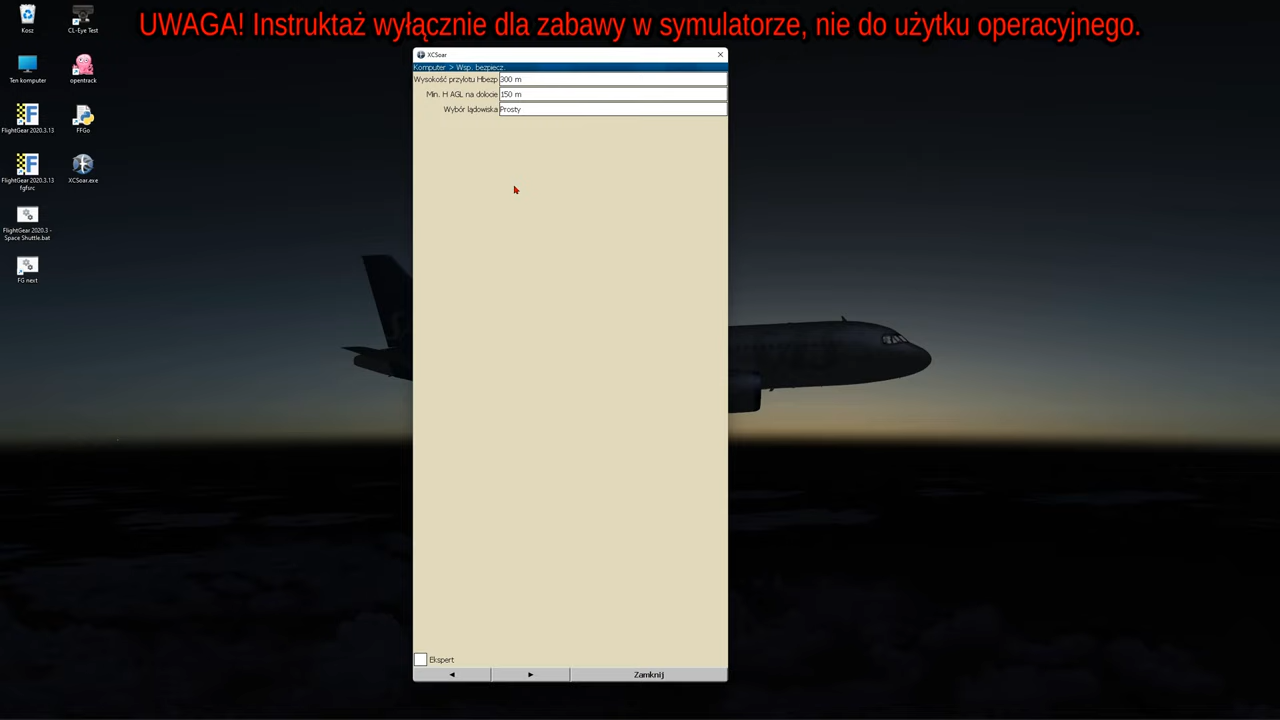 UWAGA! Instruktaż wyłącznie dla zabawy w symulatorze, nie do użytku operacyjnego.
Kosz
CL-Eye Test
Ten komputer
opentrack
FlightGear 2020.3.13
FFGo
FlightGear 2020.3.13
fgfsrc
XCSoar.exe
FlightGear 2020.3 -
Space Shuttle.bat
FG next
XCSoar
Komputer > Wsp. bezpiecz.
Wysokość przylotu Hbezp 300 m
Min. H AGL na dolocie 150 m
Wybór lądowiska Prosty
Ekspert
Zamknij